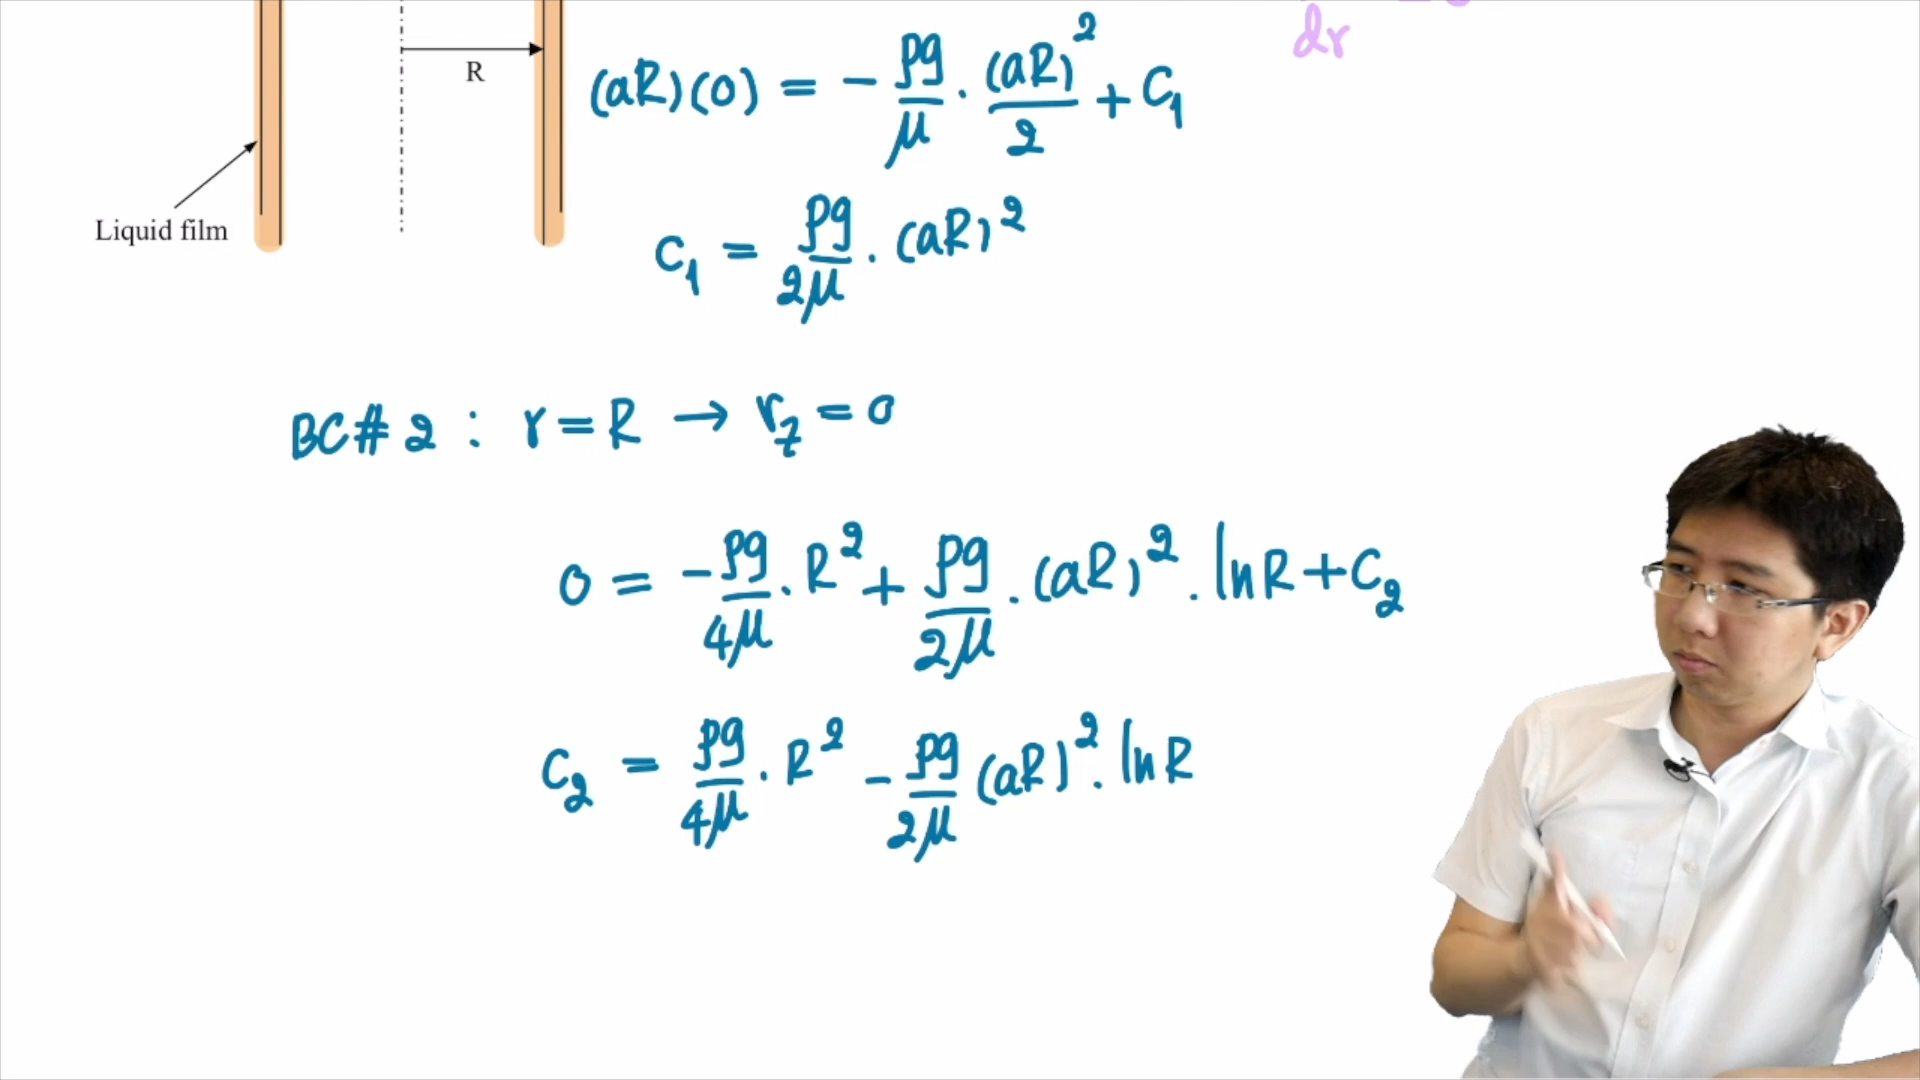 dr
R
(aR)(0) = - ρg/μ · (aR)²/2 + C₁
Liquid film
C₁ = ρg/2μ · (aR)²
BC# 2 : r = R → v_z = 0
0 = -ρg/4μ · R² + ρg/2μ · (aR)² · ln R + C₂
C₂ = ρg/4μ · R² - ρg/2μ (aR)² · ln R